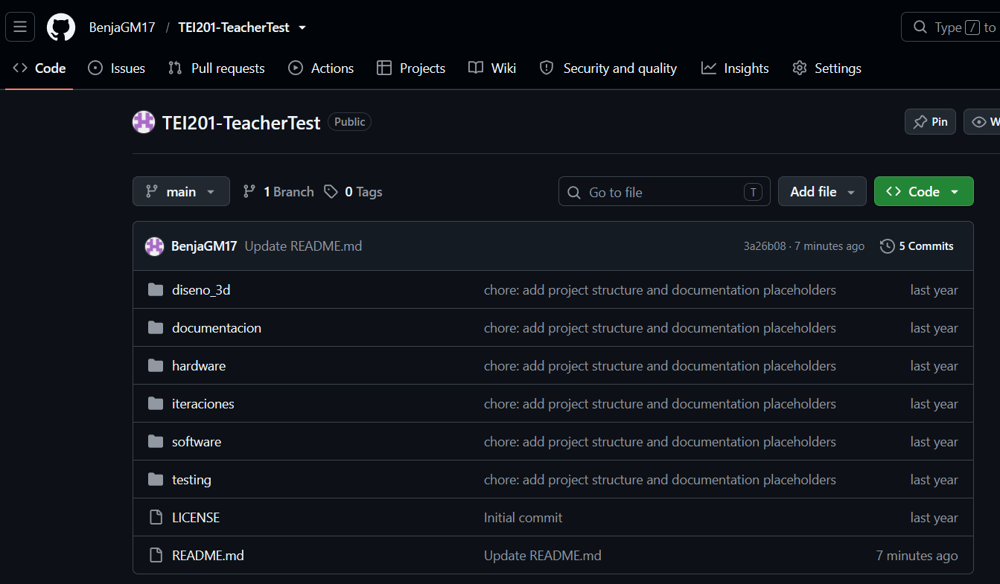 BenjaGM17 / TEI201-TeacherTest
Type / to
Code Issues Pull requests Actions Projects Wiki Security and quality Insights Settings
TEI201-TeacherTest Public
Pin
W
main 1 Branch 0 Tags
Go to file T
Add file
Code
BenjaGM17 Update README.md 3a26b08 · 7 minutes ago 5 Commits
diseno_3d chore: add project structure and documentation placeholders last year
documentacion chore: add project structure and documentation placeholders last year
hardware chore: add project structure and documentation placeholders last year
iteraciones chore: add project structure and documentation placeholders last year
software chore: add project structure and documentation placeholders last year
testing chore: add project structure and documentation placeholders last year
LICENSE Initial commit last year
README.md Update README.md 7 minutes ago